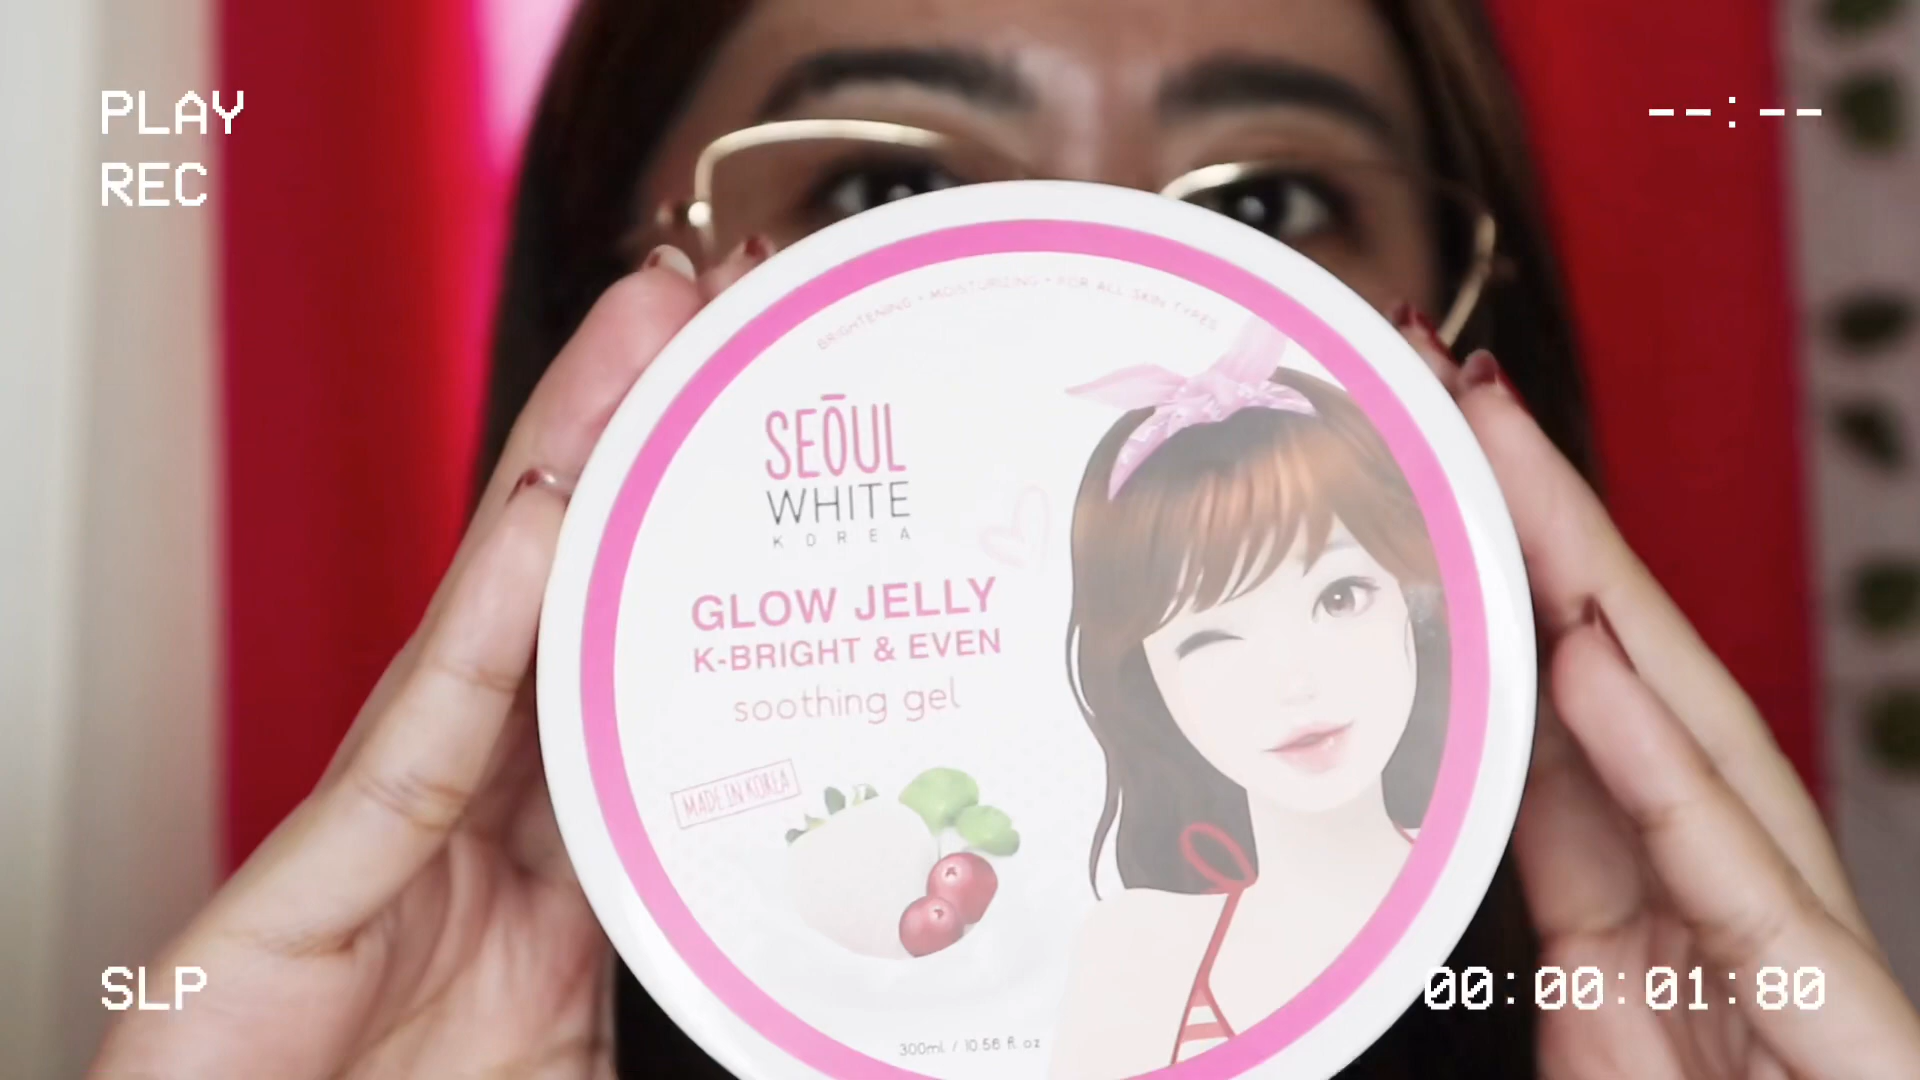 PLAY
REC
--:--
BRIGHTENING • MOISTURIZING • FOR ALL SKIN TYPES
SEŌUL
WHITE
KOREA
GLOW JELLY
K-BRIGHT & EVEN
soothing gel
MADE IN KOREA
300ml / 10.56 fl. oz
SLP
00:00:01:80